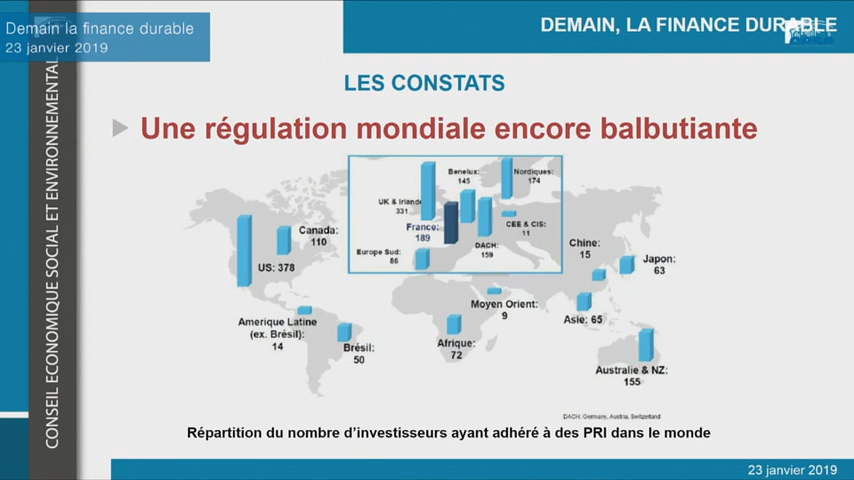 Demain la finance durable
23 janvier 2019
DEMAIN, LA FINANCE DURABLE
CONSEIL ECONOMIQUE SOCIAL ET ENVIRONNEMENTAL
LES CONSTATS
Une régulation mondiale encore balbutiante
Benelux:
145
Nordiques:
174
UK & Irlande
331
France:
189
CEE & CIS:
11
Europe Sud:
86
DACH:
159
Canada:
110
US: 378
Chine:
15
Japon:
63
Moyen Orient:
9
Amerique Latine
(ex. Brésil):
14
Brésil:
50
Afrique:
72
Asie: 65
Australie & NZ:
155
DACH: Germany, Austria, Switzerland
Répartition du nombre d'investisseurs ayant adhéré à des PRI dans le monde
23 janvier 2019